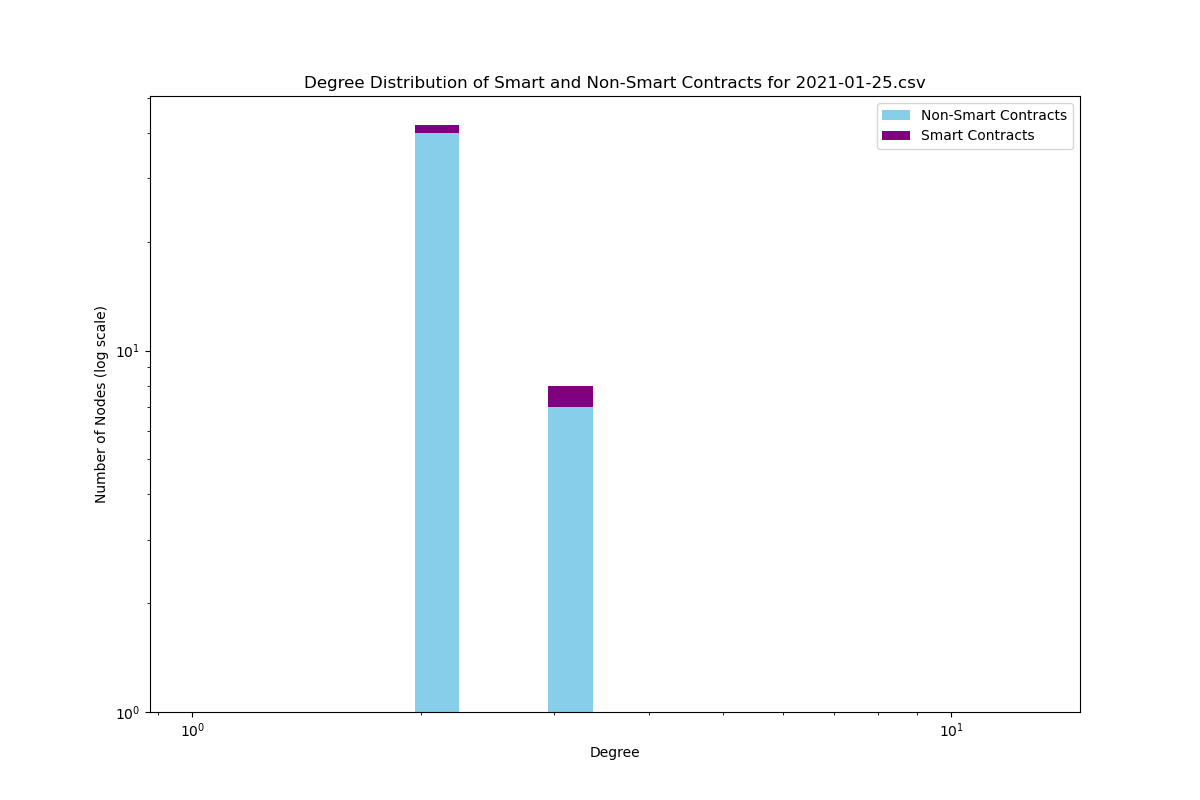 Degree Distribution of Smart and Non-Smart Contracts for 2021-01-25.csv
Non-Smart Contracts
Smart Contracts
Number of Nodes (log scale)
10¹
10⁰
10⁰
10¹
Degree